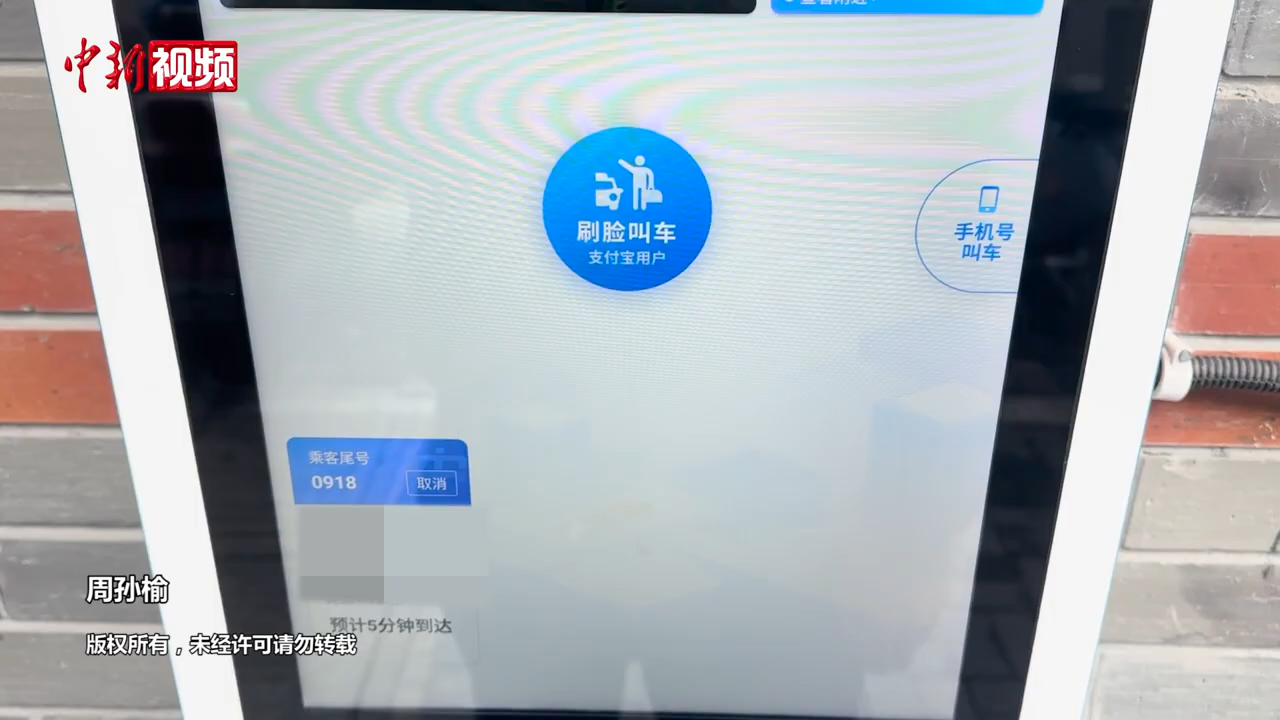 中新视频
刷脸叫车
支付宝用户
手机号
叫车
乘客尾号
0918
取消
预计5分钟到达
周孙榆
版权所有，未经许可请勿转载